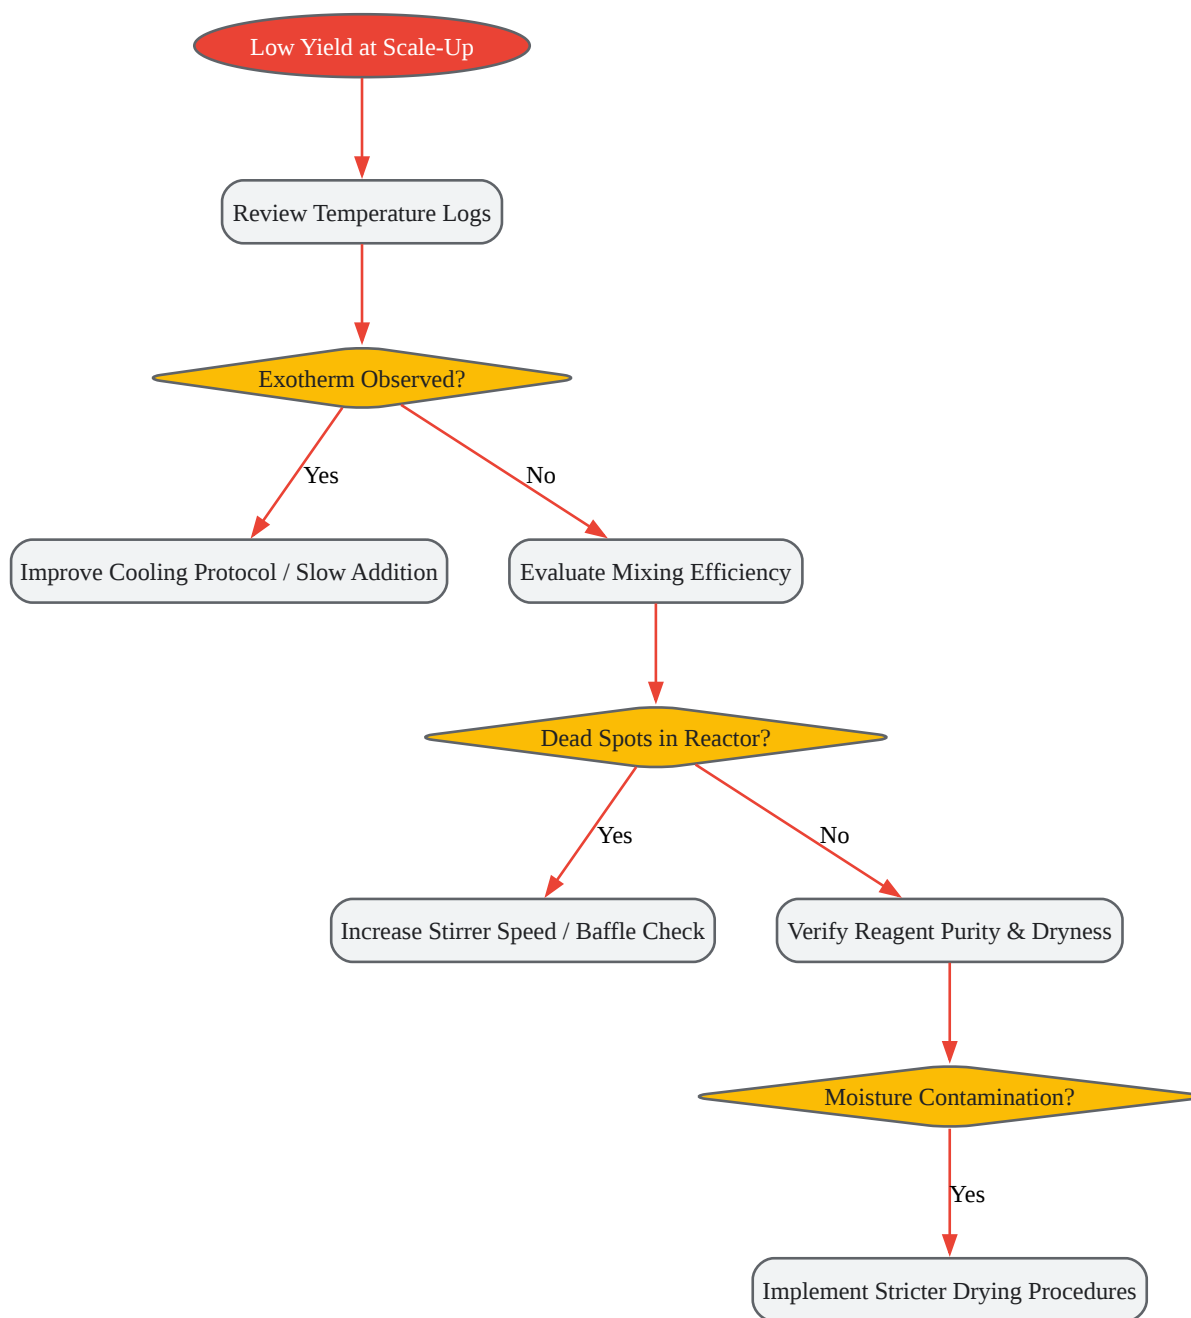 Low Yield at Scale-Up
Review Temperature Logs
Exotherm Observed?
Yes
No
Improve Cooling Protocol / Slow Addition
Evaluate Mixing Efficiency
Dead Spots in Reactor?
Yes
No
Increase Stirrer Speed / Baffle Check
Verify Reagent Purity & Dryness
Moisture Contamination?
Yes
Implement Stricter Drying Procedures